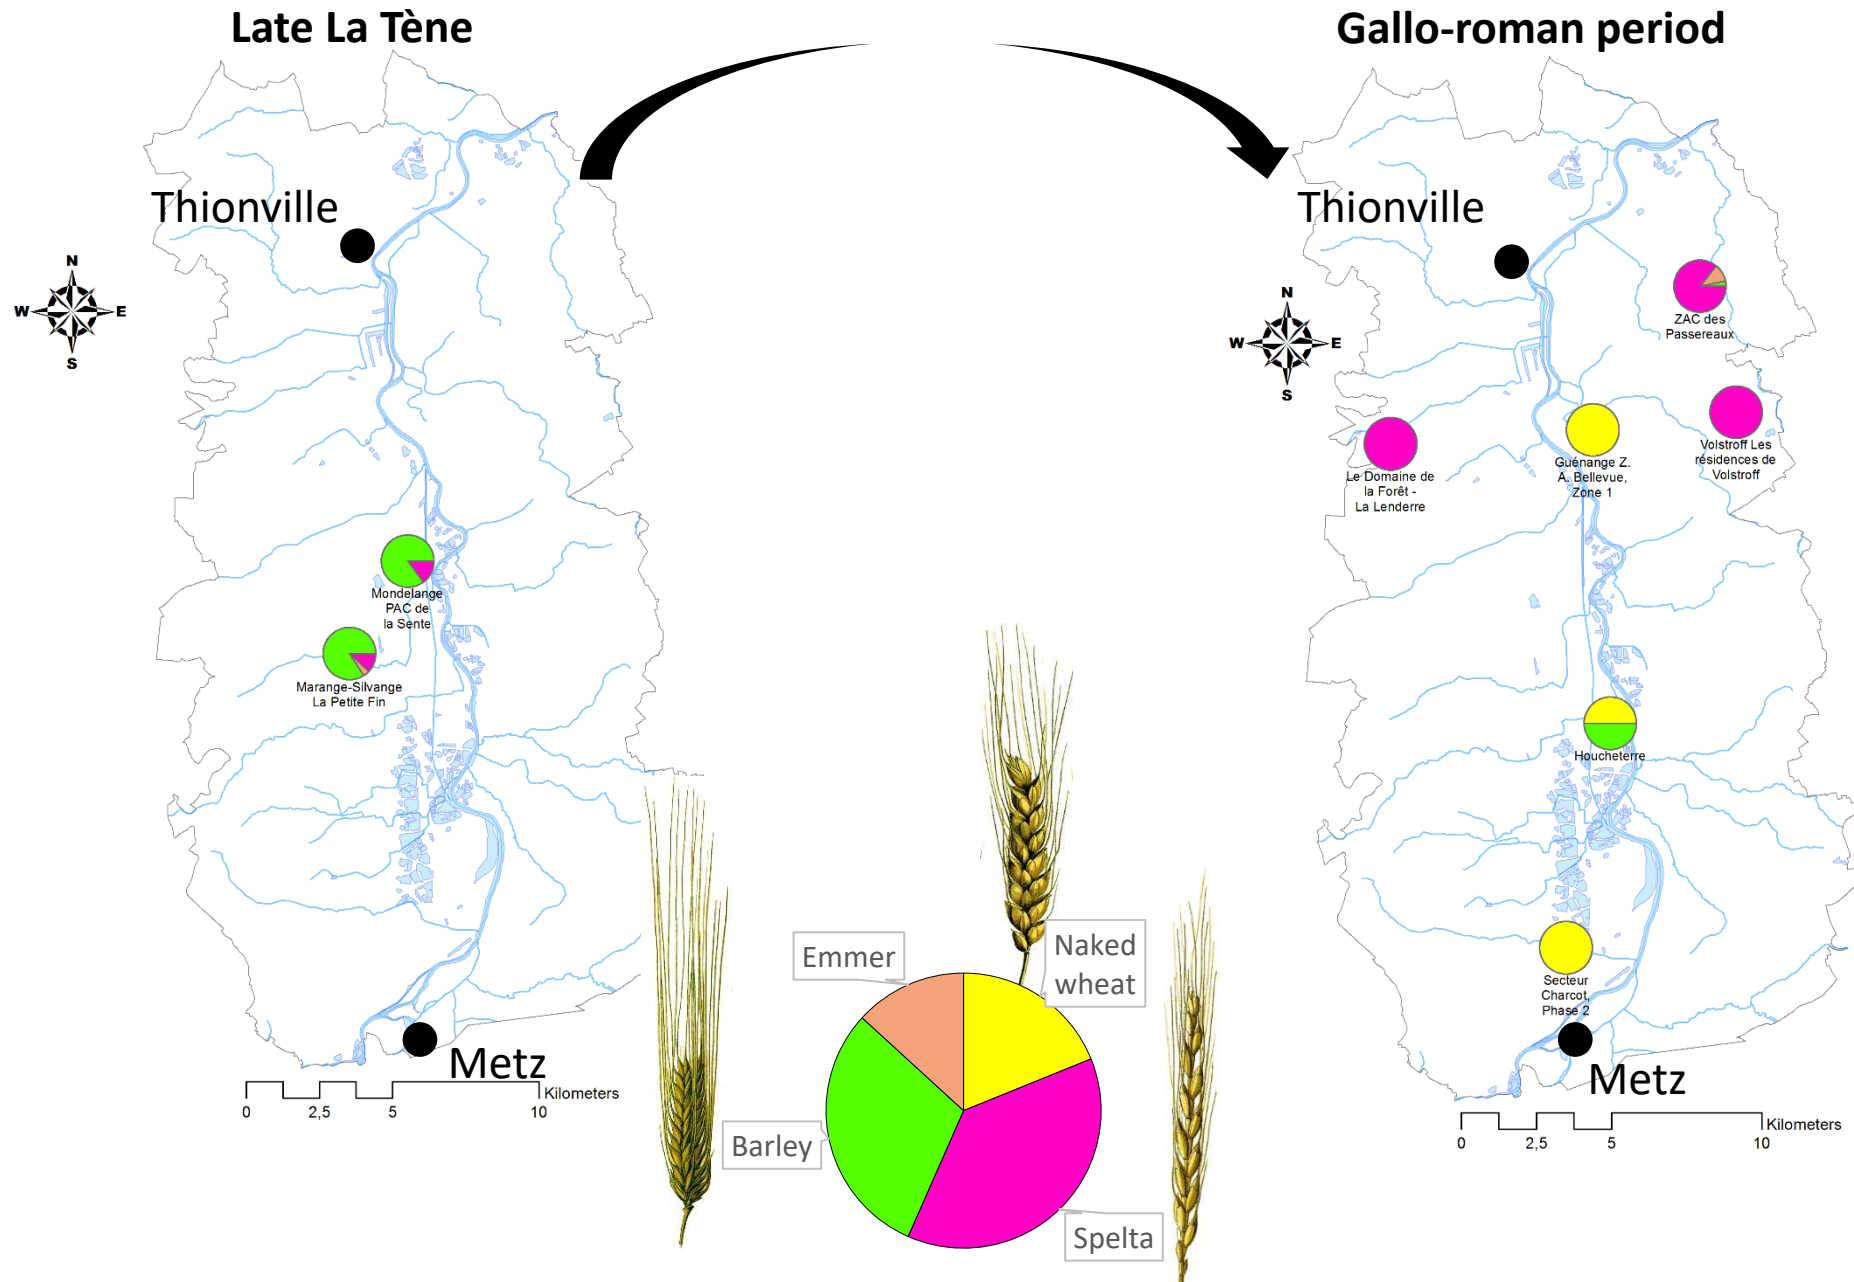 Late La Tène
Thionville
N
W
E
S
Mondelange
PAC de
la Sente
Marange-Silvange
La Petite Fin
Metz
0
2,5
5
10
Kilometers
Gallo-roman period
Thionville
N
W
E
S
ZAC des
Passereaux
Le Domaine de
la Forêt -
La Lenderre
Guénange Z.
A. Bellevue,
Zone 1
Volstroff Les
résidences de
Volstroff
Houcheterre
Secteur
Charcot,
Phase 2
Metz
0
2,5
5
10
Kilometers
Emmer
Naked
wheat
Barley
Spelta